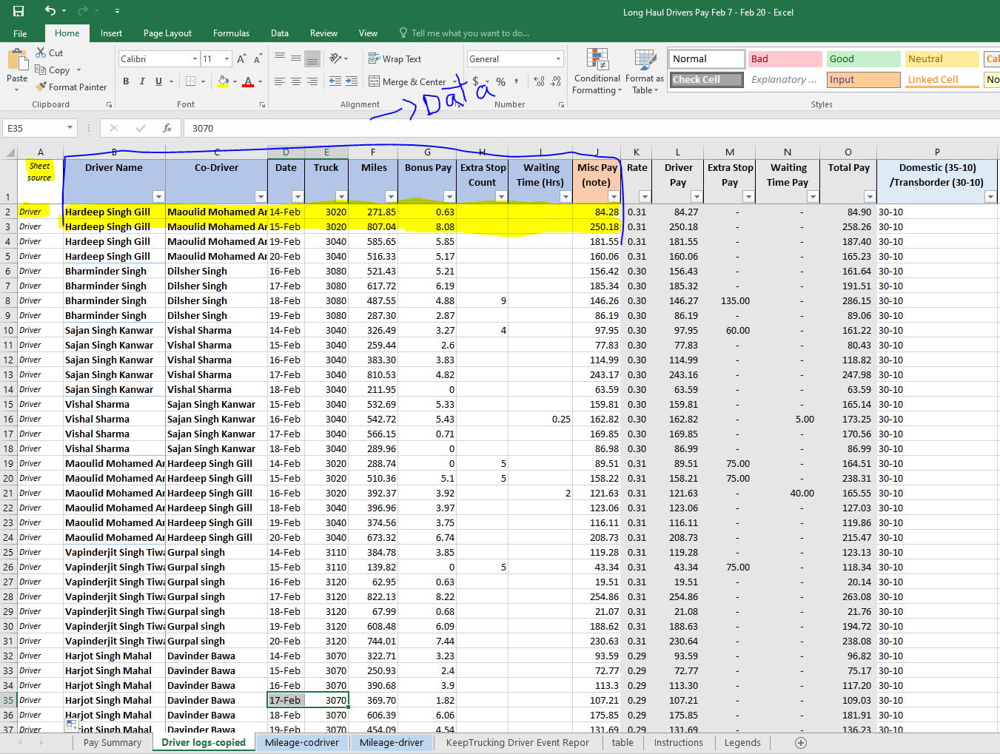 Long Haul Drivers Pay Feb 7 - Feb 20 - Excel
File Home Insert Page Layout Formulas Data Review View Tell me what you want to do...
Paste Cut Copy Format Painter Clipboard
Calibri 11 B I U Font
Wrap Text Merge & Center Alignment
General $ % , Number
Conditional Formatting Format as Table
Normal Bad Good Neutral
Check Cell Explanatory ... Input Linked Cell
Styles
→Data
E35 fx 3070
A B C D E F G H I J K L M N O P
1 Sheet source Driver Name Co-Driver Date Truck Miles Bonus Pay Extra Stop Count Waiting Time (Hrs) Misc Pay (note) Rate Driver Pay Extra Stop Pay Waiting Time Pay Total Pay Domestic (35-10) /Transborder (30-10)
2 Driver Hardeep Singh Gill Maoulid Mohamed Ar 14-Feb 3020 271.85 0.63 84.28 0.31 84.27 - - 84.90 30-10
3 Driver Hardeep Singh Gill Maoulid Mohamed Ar 15-Feb 3020 807.04 8.08 250.18 0.31 250.18 - - 258.26 30-10
4 Driver Hardeep Singh Gill Maoulid Mohamed Ar 19-Feb 3040 585.65 5.85 181.55 0.31 181.55 - - 187.40 30-10
5 Driver Hardeep Singh Gill Maoulid Mohamed Ar 20-Feb 3040 516.33 5.17 160.06 0.31 160.06 - - 165.23 30-10
6 Driver Bharminder Singh Dilsher Singh 16-Feb 3080 521.43 5.21 156.42 0.30 156.43 - - 161.64 30-10
7 Driver Bharminder Singh Dilsher Singh 17-Feb 3080 617.72 6.19 185.34 0.30 185.32 - - 191.51 30-10
8 Driver Bharminder Singh Dilsher Singh 18-Feb 3080 487.55 4.88 9 146.26 0.30 146.27 135.00 - 286.15 30-10
9 Driver Bharminder Singh Dilsher Singh 19-Feb 3080 287.30 2.87 86.19 0.30 86.19 - - 89.06 30-10
10 Driver Sajan Singh Kanwar Vishal Sharma 14-Feb 3040 326.49 3.27 4 97.95 0.30 97.95 60.00 - 161.22 30-10
11 Driver Sajan Singh Kanwar Vishal Sharma 15-Feb 3040 259.44 2.6 77.83 0.30 77.83 - - 80.43 30-10
12 Driver Sajan Singh Kanwar Vishal Sharma 16-Feb 3040 383.30 3.83 114.99 0.30 114.99 - - 118.82 30-10
13 Driver Sajan Singh Kanwar Vishal Sharma 17-Feb 3040 810.53 4.82 243.17 0.30 243.16 - - 247.98 30-10
14 Driver Sajan Singh Kanwar Vishal Sharma 18-Feb 3040 211.95 0 63.59 0.30 63.59 - - 63.59 30-10
15 Driver Vishal Sharma Sajan Singh Kanwar 15-Feb 3040 532.69 5.33 159.81 0.30 159.81 - - 165.14 30-10
16 Driver Vishal Sharma Sajan Singh Kanwar 16-Feb 3040 542.72 5.43 0.25 162.82 0.30 162.82 - 5.00 173.25 30-10
17 Driver Vishal Sharma Sajan Singh Kanwar 17-Feb 3040 566.15 0.71 169.85 0.30 169.85 - - 170.56 30-10
18 Driver Vishal Sharma Sajan Singh Kanwar 18-Feb 3040 289.96 0 86.98 0.30 86.99 - - 86.99 30-10
19 Driver Maoulid Mohamed Ar Hardeep Singh Gill 14-Feb 3020 288.74 0 5 89.51 0.31 89.51 75.00 - 164.51 30-10
20 Driver Maoulid Mohamed Ar Hardeep Singh Gill 15-Feb 3020 510.36 5.1 5 158.22 0.31 158.21 75.00 - 238.31 30-10
21 Driver Maoulid Mohamed Ar Hardeep Singh Gill 16-Feb 3020 392.37 3.92 2 121.63 0.31 121.63 - 40.00 165.55 30-10
22 Driver Maoulid Mohamed Ar Hardeep Singh Gill 18-Feb 3040 396.96 3.97 123.06 0.31 123.06 - - 127.03 30-10
23 Driver Maoulid Mohamed Ar Hardeep Singh Gill 19-Feb 3040 374.56 3.75 116.11 0.31 116.11 - - 119.86 30-10
24 Driver Maoulid Mohamed Ar Hardeep Singh Gill 20-Feb 3040 673.32 6.74 208.73 0.31 208.73 - - 215.47 30-10
25 Driver Vapinderjit Singh Tiwa Gurpal singh 14-Feb 3110 384.78 3.85 119.28 0.31 119.28 - - 123.13 30-10
26 Driver Vapinderjit Singh Tiwa Gurpal singh 15-Feb 3110 139.82 0 5 43.34 0.31 43.34 75.00 - 118.34 30-10
27 Driver Vapinderjit Singh Tiwa Gurpal singh 16-Feb 3120 62.95 0.63 19.51 0.31 19.51 - - 20.14 30-10
28 Driver Vapinderjit Singh Tiwa Gurpal singh 17-Feb 3120 822.13 8.22 254.86 0.31 254.86 - - 263.08 30-10
29 Driver Vapinderjit Singh Tiwa Gurpal singh 18-Feb 3120 67.99 0.68 21.07 0.31 21.08 - - 21.76 30-10
30 Driver Vapinderjit Singh Tiwa Gurpal singh 19-Feb 3120 608.48 6.09 188.62 0.31 188.63 - - 194.72 30-10
31 Driver Vapinderjit Singh Tiwa Gurpal singh 20-Feb 3120 744.01 7.44 230.63 0.31 230.64 - - 238.08 30-10
32 Driver Harjot Singh Mahal Davinder Bawa 14-Feb 3070 322.71 3.23 93.59 0.29 93.59 - - 96.82 30-10
33 Driver Harjot Singh Mahal Davinder Bawa 15-Feb 3070 250.93 2.4 72.77 0.29 72.77 - - 75.17 30-10
34 Driver Harjot Singh Mahal Davinder Bawa 16-Feb 3070 390.68 3.9 113.3 0.29 113.30 - - 117.20 30-10
35 Driver Harjot Singh Mahal Davinder Bawa 17-Feb 3070 369.70 1.82 107.21 0.29 107.21 - - 109.03 30-10
36 Driver Harjot Singh Mahal Davinder Bawa 18-Feb 3070 606.39 6.06 175.85 0.29 175.85 - - 181.91 30-10
37 Driver jot Singh Mahal Davinder Bawa 19-Feb 3070 454.09 4.54 131.69 0.29 131.69 - - 136.23 30-10
Pay Summary Driver logs-copied Mileage-codriver Mileage-driver KeepTrucking Driver Event Repor table Instructions Legends